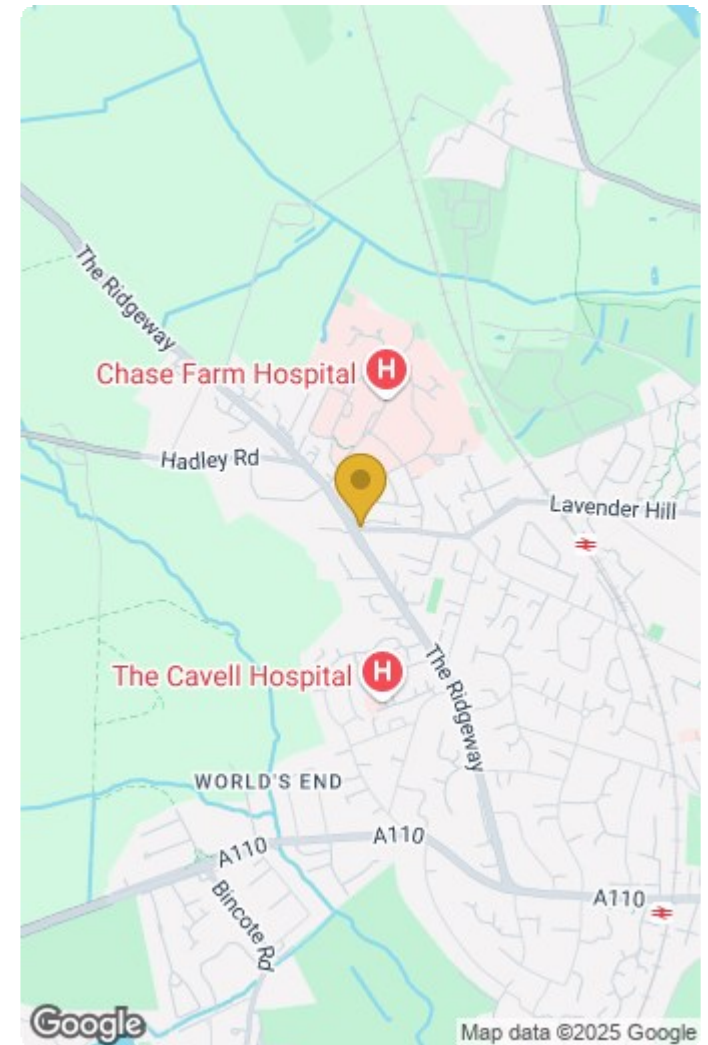 The Ridgeway
Chase Farm Hospital
H
Hadley Rd
Lavender Hill
The Cavell Hospital
H
The Ridgeway
WORLD'S END
A110
A110
Bincote Rd
A110
Google
Map data ©2025 Google